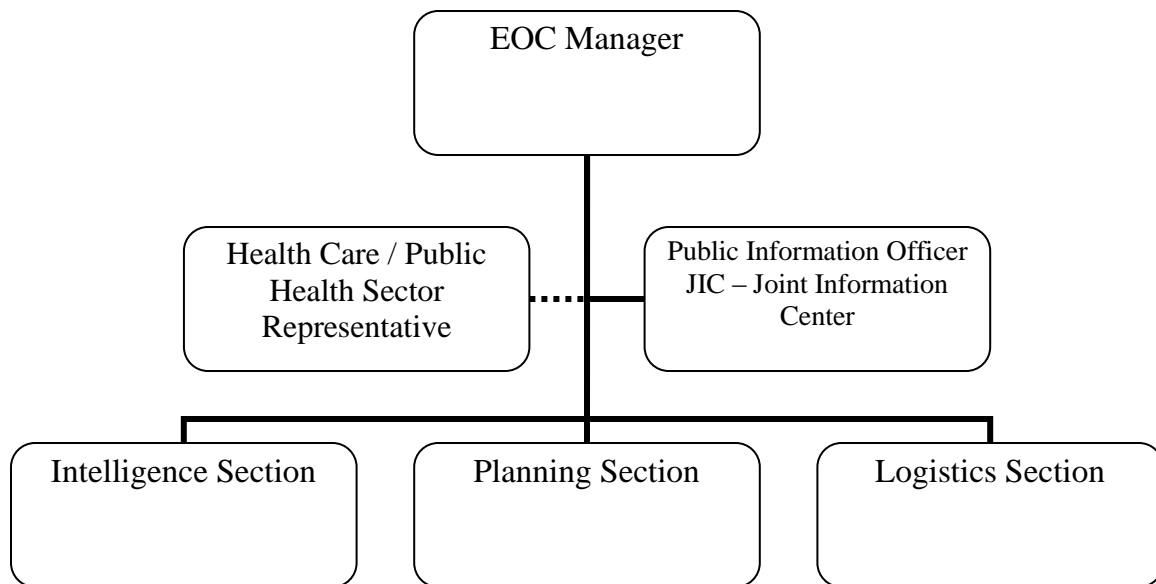 EOC Manager
Health Care / Public
Health Sector
Representative
Public Information Officer
JIC – Joint Information
Center
Intelligence Section
Planning Section
Logistics Section